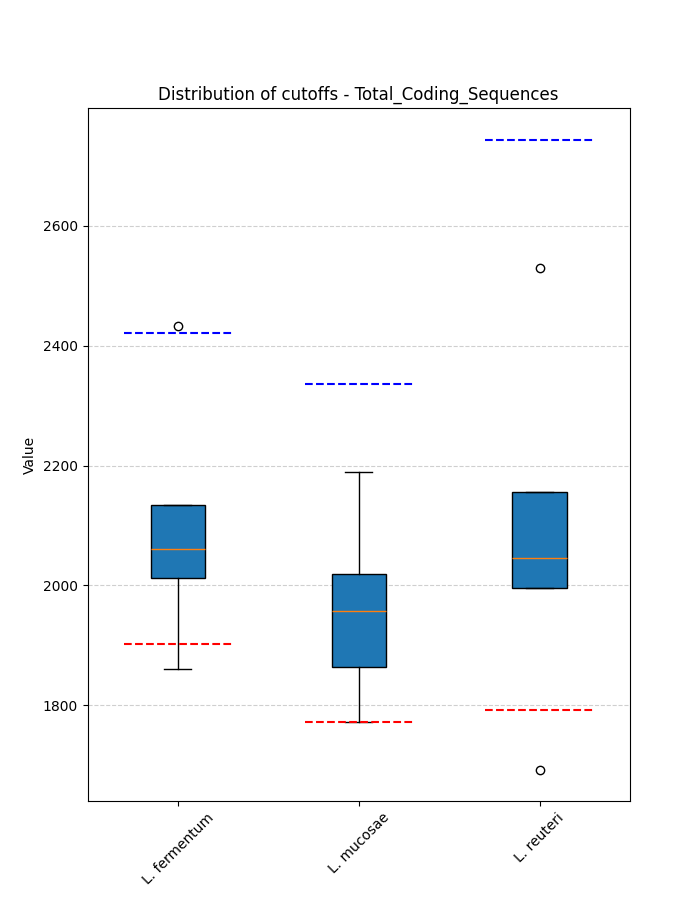 Distribution of cutoffs - Total_Coding_Sequences
2600
2400
2200
2000
1800
Value
L. fermentum
L. mucosae
L. reuteri